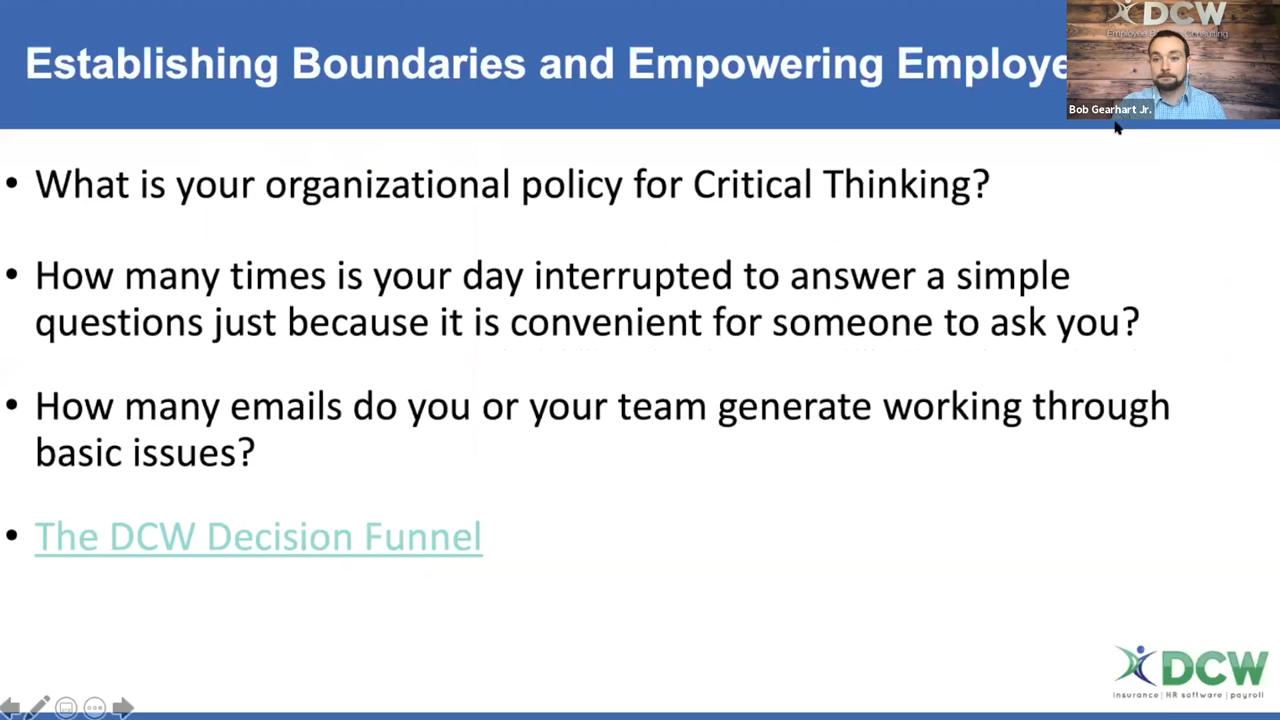 Establishing Boundaries and Empowering Employe
DCW
Bob Gearhart Jr.
• What is your organizational policy for Critical Thinking?
• How many times is your day interrupted to answer a simple
questions just because it is convenient for someone to ask you?
• How many emails do you or your team generate working through
basic issues?
• The DCW Decision Funnel
DCW
insurance | HR software | payroll